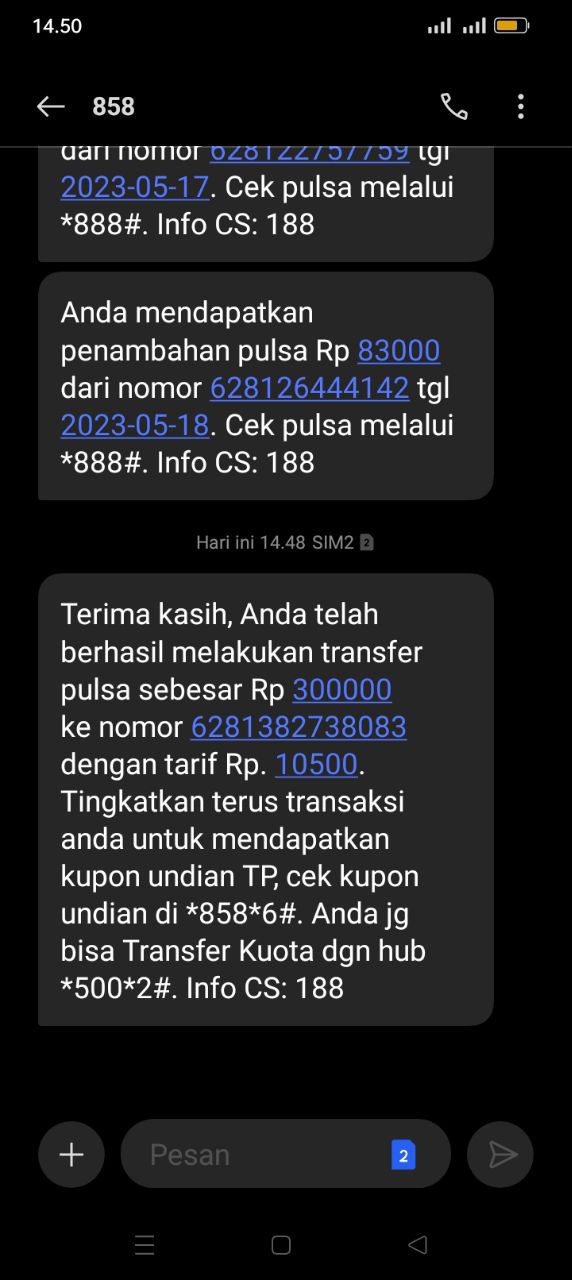 14.50
858
dari nomor 628122757759 tgl
2023-05-17. Cek pulsa melalui
*888#. Info CS: 188
Anda mendapatkan
penambahan pulsa Rp 83000
dari nomor 628126444142 tgl
2023-05-18. Cek pulsa melalui
*888#. Info CS: 188
Hari ini 14.48 SIM2 2
Terima kasih, Anda telah
berhasil melakukan transfer
pulsa sebesar Rp 300000
ke nomor 6281382738083
dengan tarif Rp. 10500.
Tingkatkan terus transaksi
anda untuk mendapatkan
kupon undian TP, cek kupon
undian di *858*6#. Anda jg
bisa Transfer Kuota dgn hub
*500*2#. Info CS: 188
Pesan 2